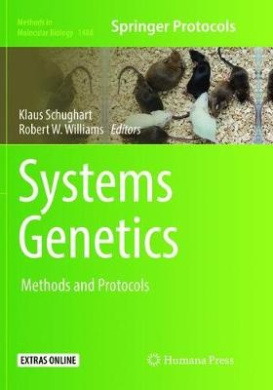 Methods in
Molecular Biology 1488
Springer Protocols
Klaus Schughart
Robert W. Williams Editors
Systems
Genetics
Methods and Protocols
EXTRAS ONLINE
Humana Press